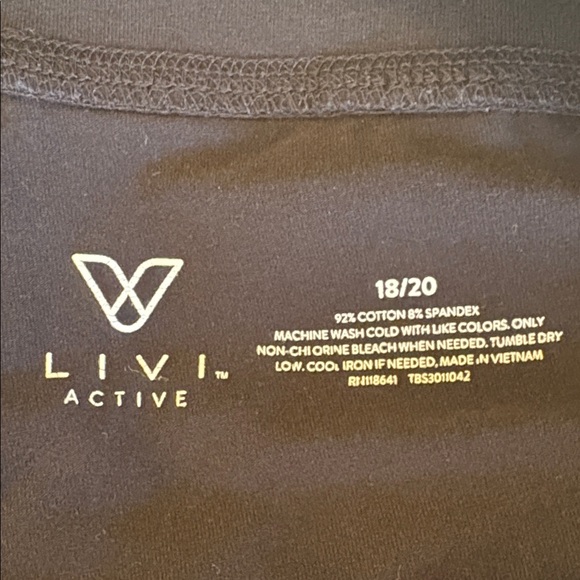 LIVI™
ACTIVE
18/20
92% COTTON 8% SPANDEX
MACHINE WASH COLD WITH LIKE COLORS. ONLY
NON-CHLORINE BLEACH WHEN NEEDED. TUMBLE DRY
LOW. COOL IRON IF NEEDED, MADE IN VIETNAM
RN118641 TBS3011042